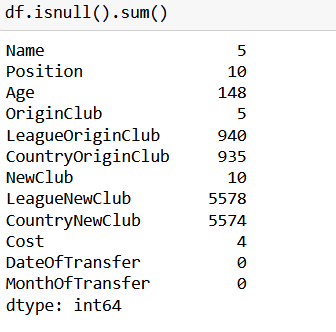 df.isnull().sum()
Name 5
Position 10
Age 148
OriginClub 5
LeagueOriginClub 940
CountryOriginClub 935
NewClub 10
LeagueNewClub 5578
CountryNewClub 5574
Cost 4
DateOfTransfer 0
MonthOfTransfer 0
dtype: int64